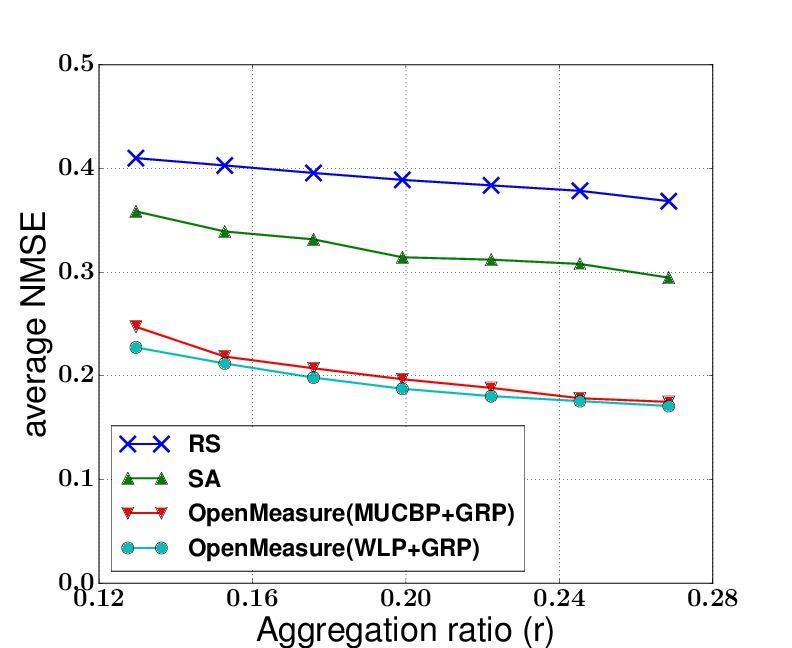 0.5
0.4
0.3
0.2
0.1
0.0
average NMSE
RS
SA
OpenMeasure(MUCBP+GRP)
OpenMeasure(WLP+GRP)
0.12 0.16 0.20 0.24 0.28
Aggregation ratio (r)